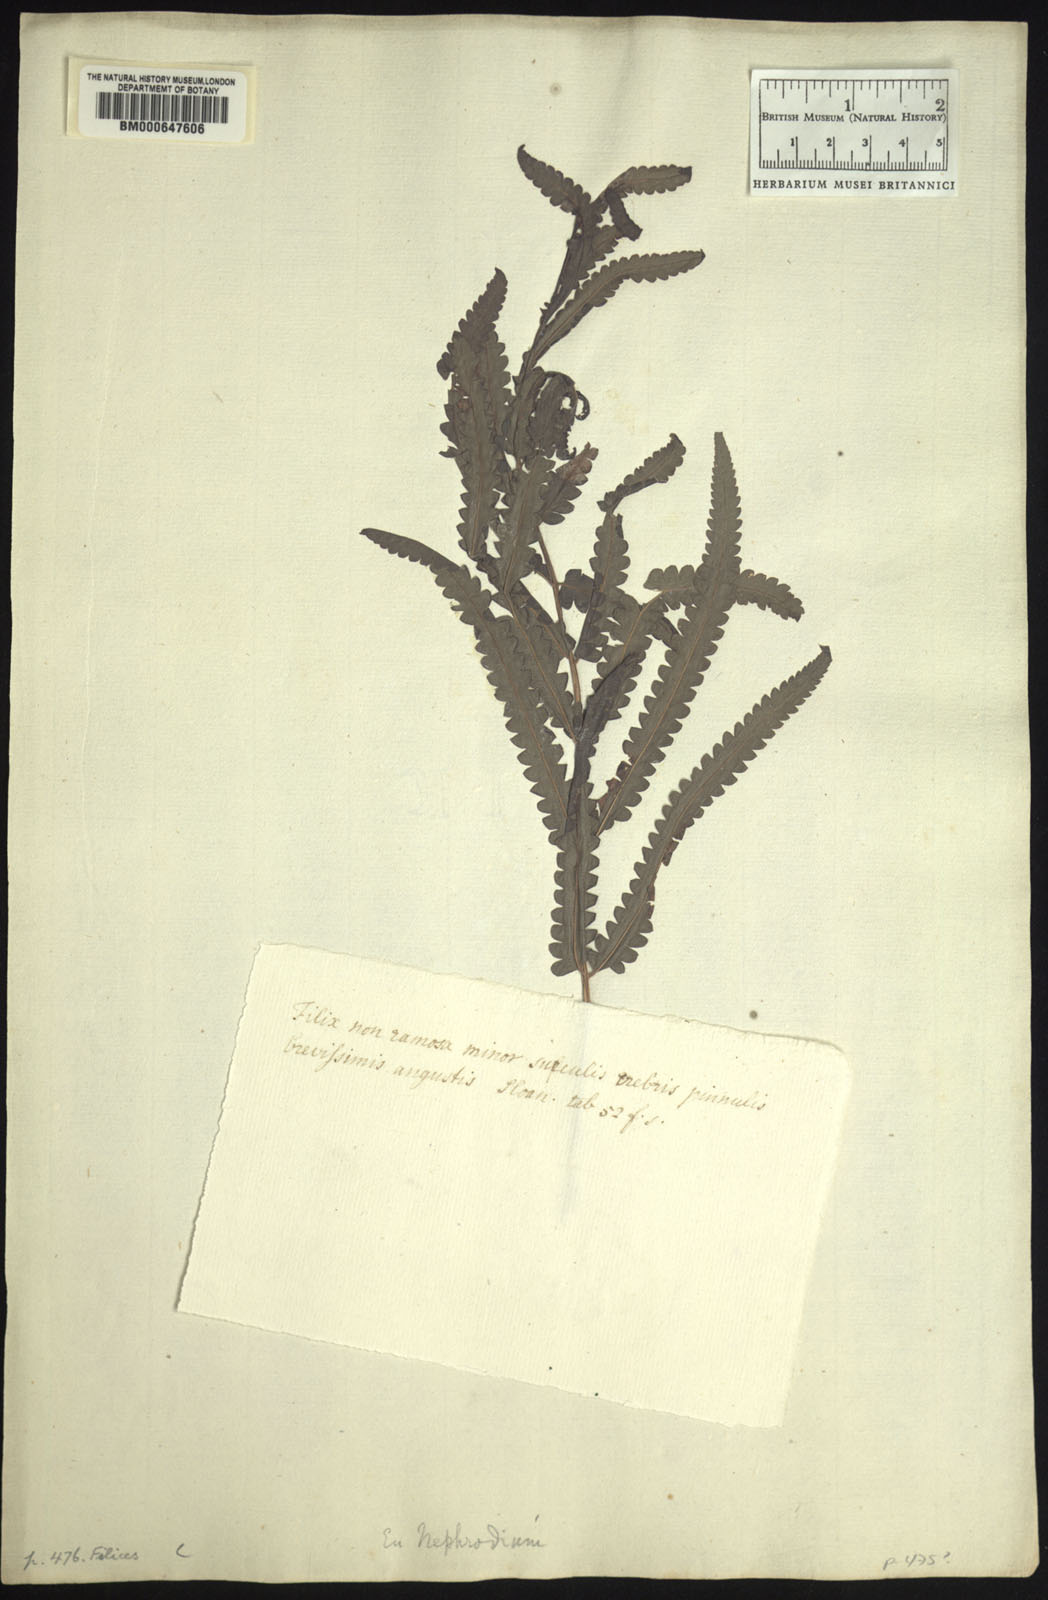 THE NATURAL HISTORY MUSEUM, LONDON
DEPARTMEMT OF BOTANY
BM000647606
1 2
BRITISH MUSEUM (NATURAL HISTORY)
1 2 3 4 5
HERBARIUM MUSEI BRITANNICI
Filix non ramosa minor surculis crebris pinnulis
brevissimis angustis Sloan. tab 52 f. 1.
Eu Nephrodium
p. 476. Filices C
p. 475?